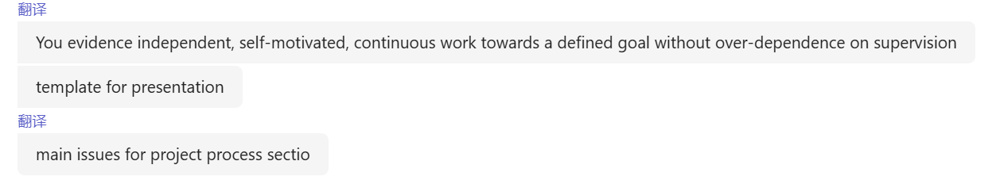 翻译
You evidence independent, self-motivated, continuous work towards a defined goal without over-dependence on supervision
template for presentation
翻译
main issues for project process sectio